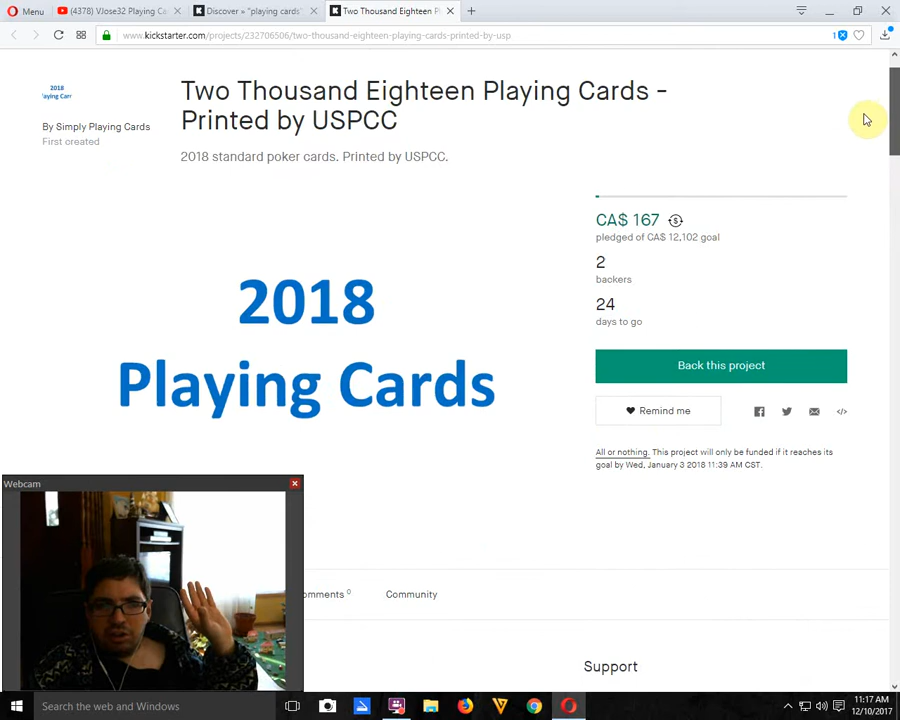 Menu
(4378) VJose32 Playing Ca
Discover » "playing cards"
Two Thousand Eighteen P
www.kickstarter.com/projects/232706506/two-thousand-eighteen-playing-cards-printed-by-usp
1
2018
Playing Carr
By Simply Playing Cards
First created
Two Thousand Eighteen Playing Cards -
Printed by USPCC
2018 standard poker cards. Printed by USPCC.
2018
Playing Cards
CA$ 167
pledged of CA$ 12,102 goal
2
backers
24
days to go
Back this project
Remind me
All or nothing. This project will only be funded if it reaches its
goal by Wed, January 3 2018 11:39 AM CST.
Webcam
omments 0
Community
Support
Search the web and Windows
11:17 AM
12/10/2017